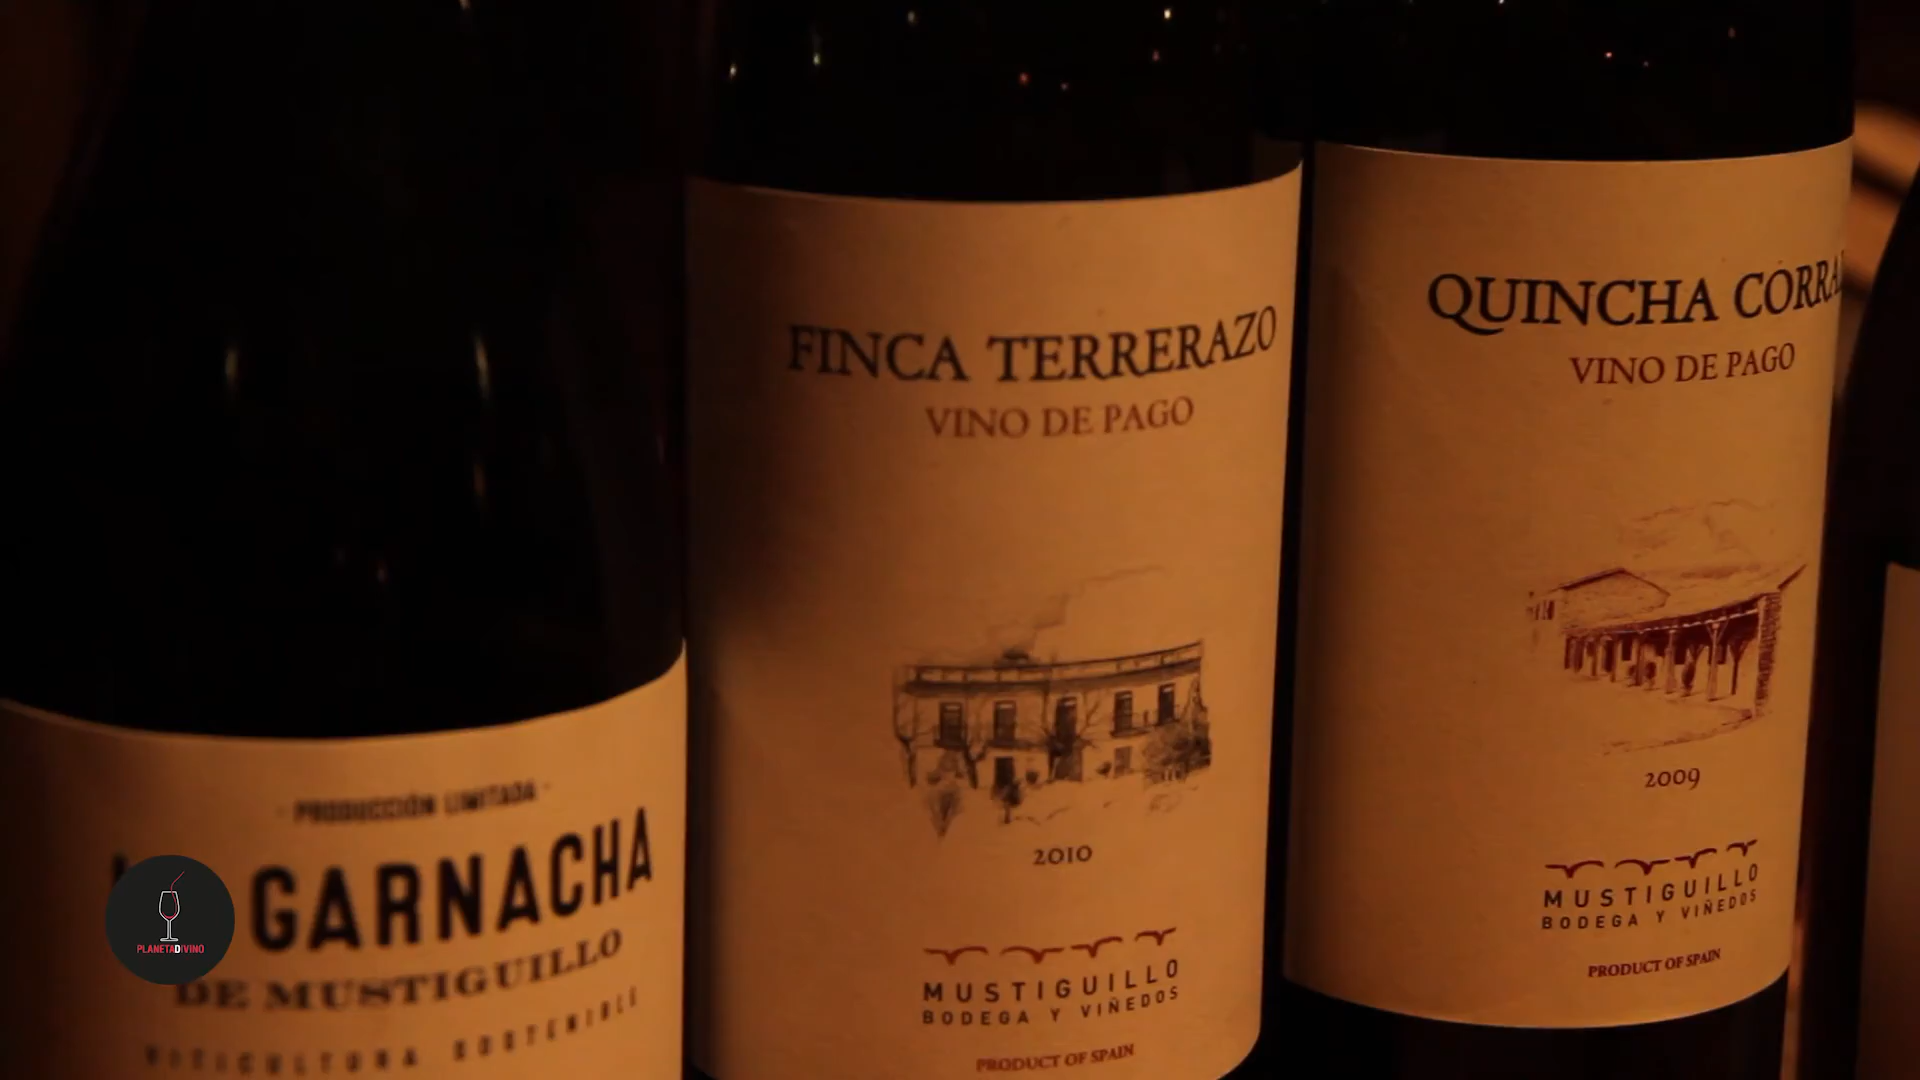 · PRODUCCIÓN LIMITADA ·
GARNACHA
DE MUSTIGUILLO
VITICULTURA SOSTENIBLE
PLANETADIVINO
FINCA TERRERAZO
VINO DE PAGO
2010
MUSTIGUILLO
BODEGA Y VIÑEDOS
PRODUCT OF SPAIN
QUINCHA CORRA
VINO DE PAGO
2009
MUSTIGUILLO
BODEGA Y VIÑEDOS
PRODUCT OF SPAIN